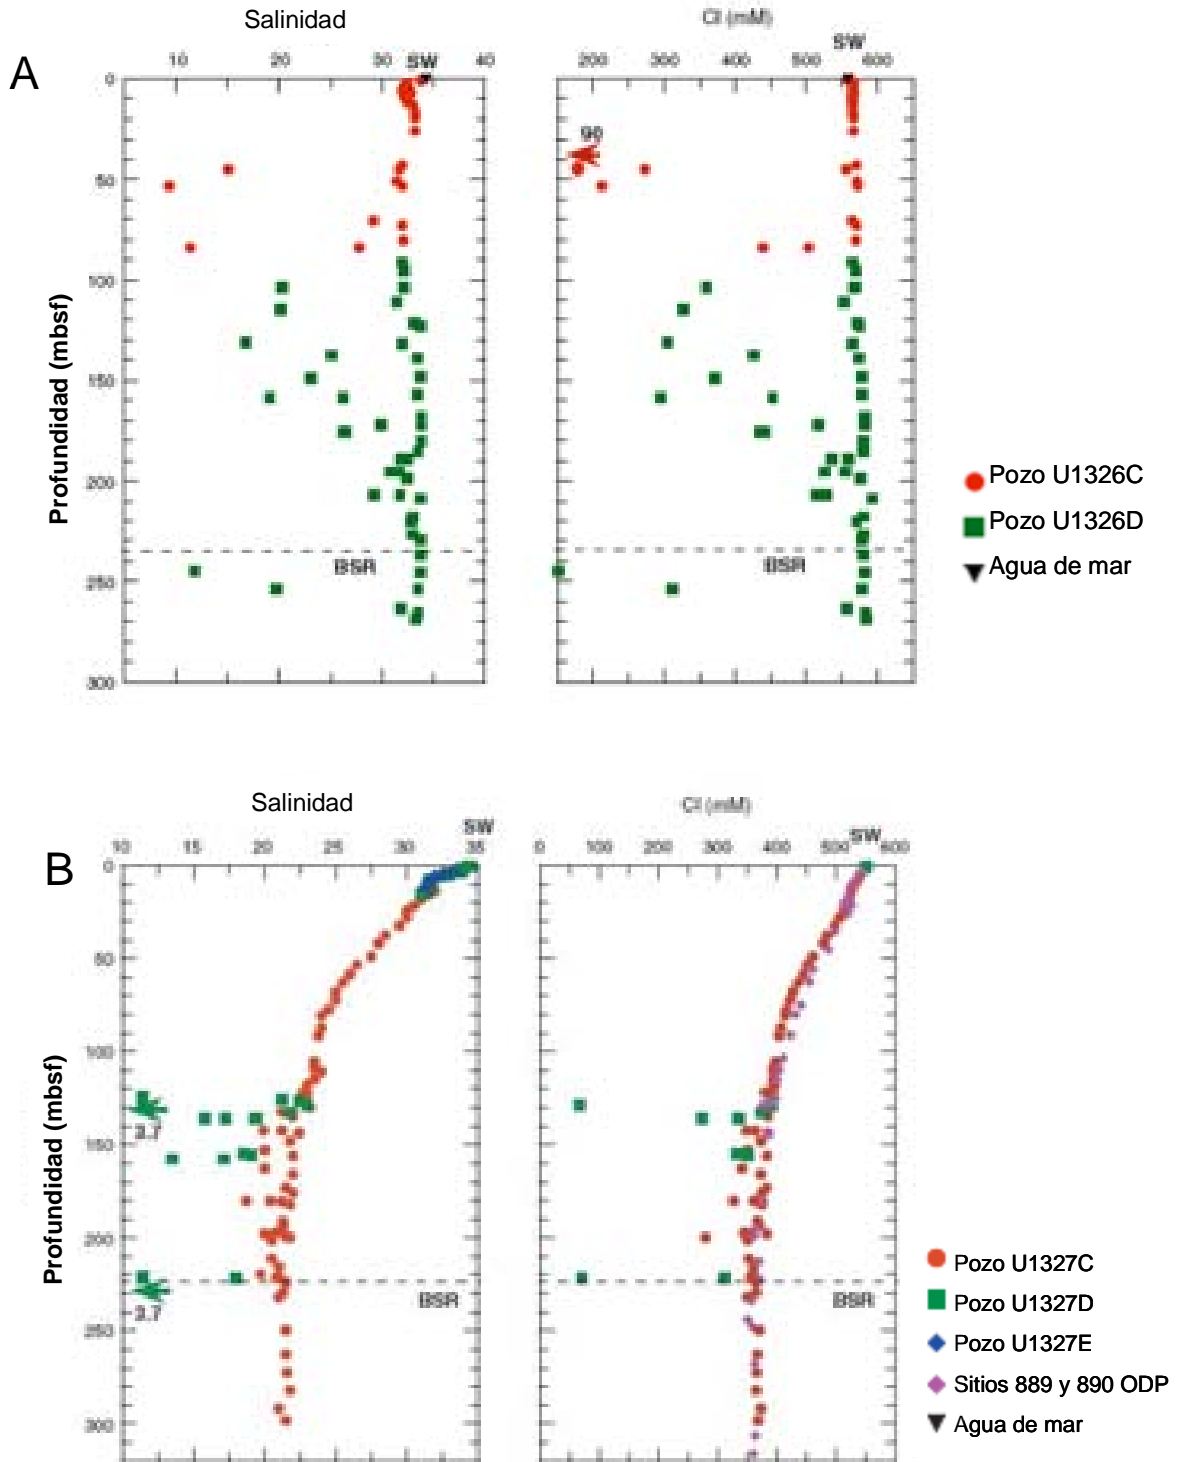 A
Salinidad
Cl (mM)
10 20 30 SW 40
200 300 400 500 SW 600
0
50
100
150
200
250
300
Profundidad (mbsf)
90
BSR
BSR
Pozo U1326C
Pozo U1326D
Agua de mar
B
Salinidad
Cl (mM)
SW
10 15 20 25 30 35
SW
0 100 200 300 400 500 600
0
50
100
150
200
250
300
Profundidad (mbsf)
3.7
3.7
BSR
BSR
Pozo U1327C
Pozo U1327D
Pozo U1327E
Sitios 889 y 890 ODP
Agua de mar